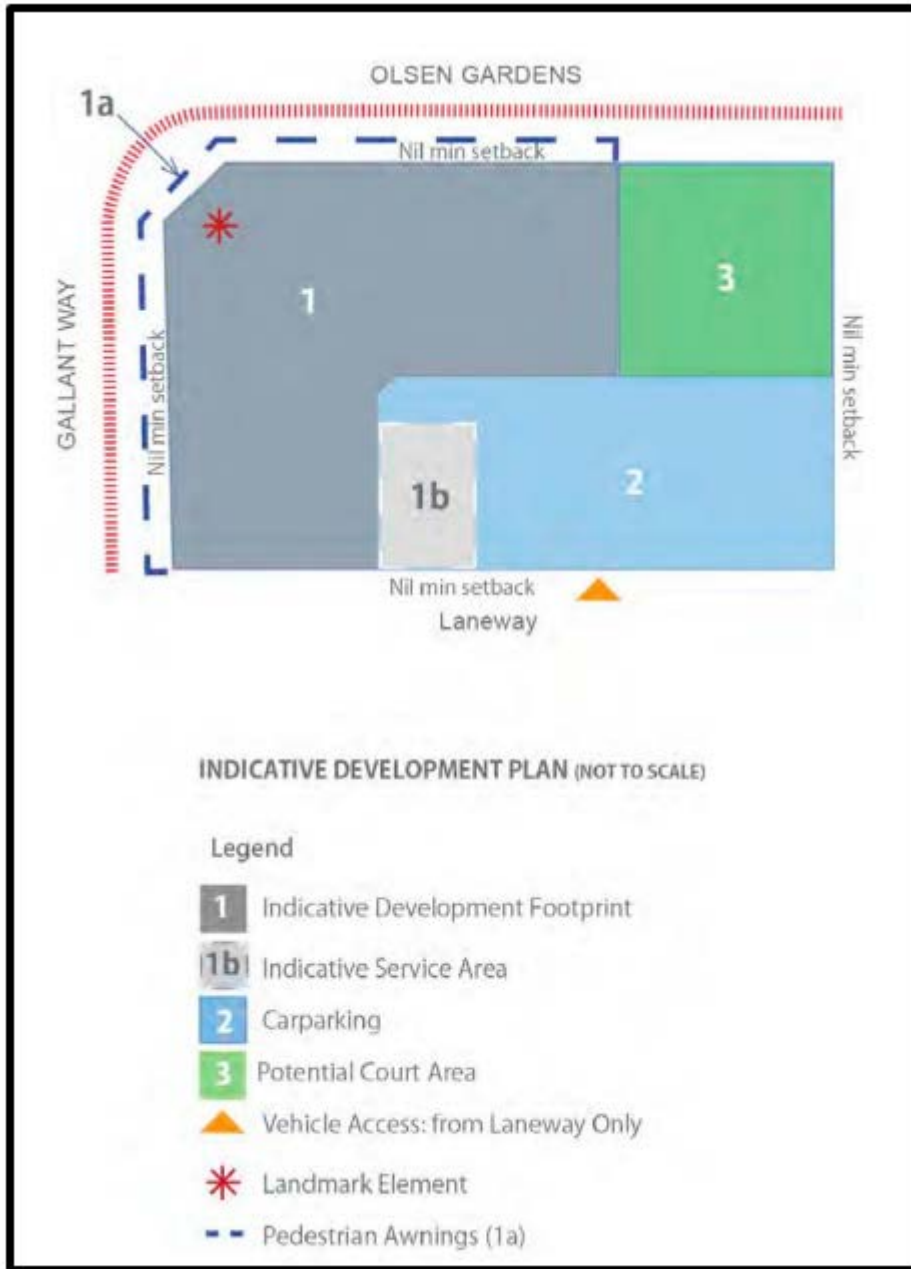 OLSEN GARDENS
1a
Nil min setback
GALLANT WAY
Nil min setback
1
3
Nil min setback
1b
2
Nil min setback
Laneway
INDICATIVE DEVELOPMENT PLAN (NOT TO SCALE)
Legend
1 Indicative Development Footprint
1b Indicative Service Area
2 Carparking
3 Potential Court Area
Vehicle Access: from Laneway Only
Landmark Element
Pedestrian Awnings (1a)